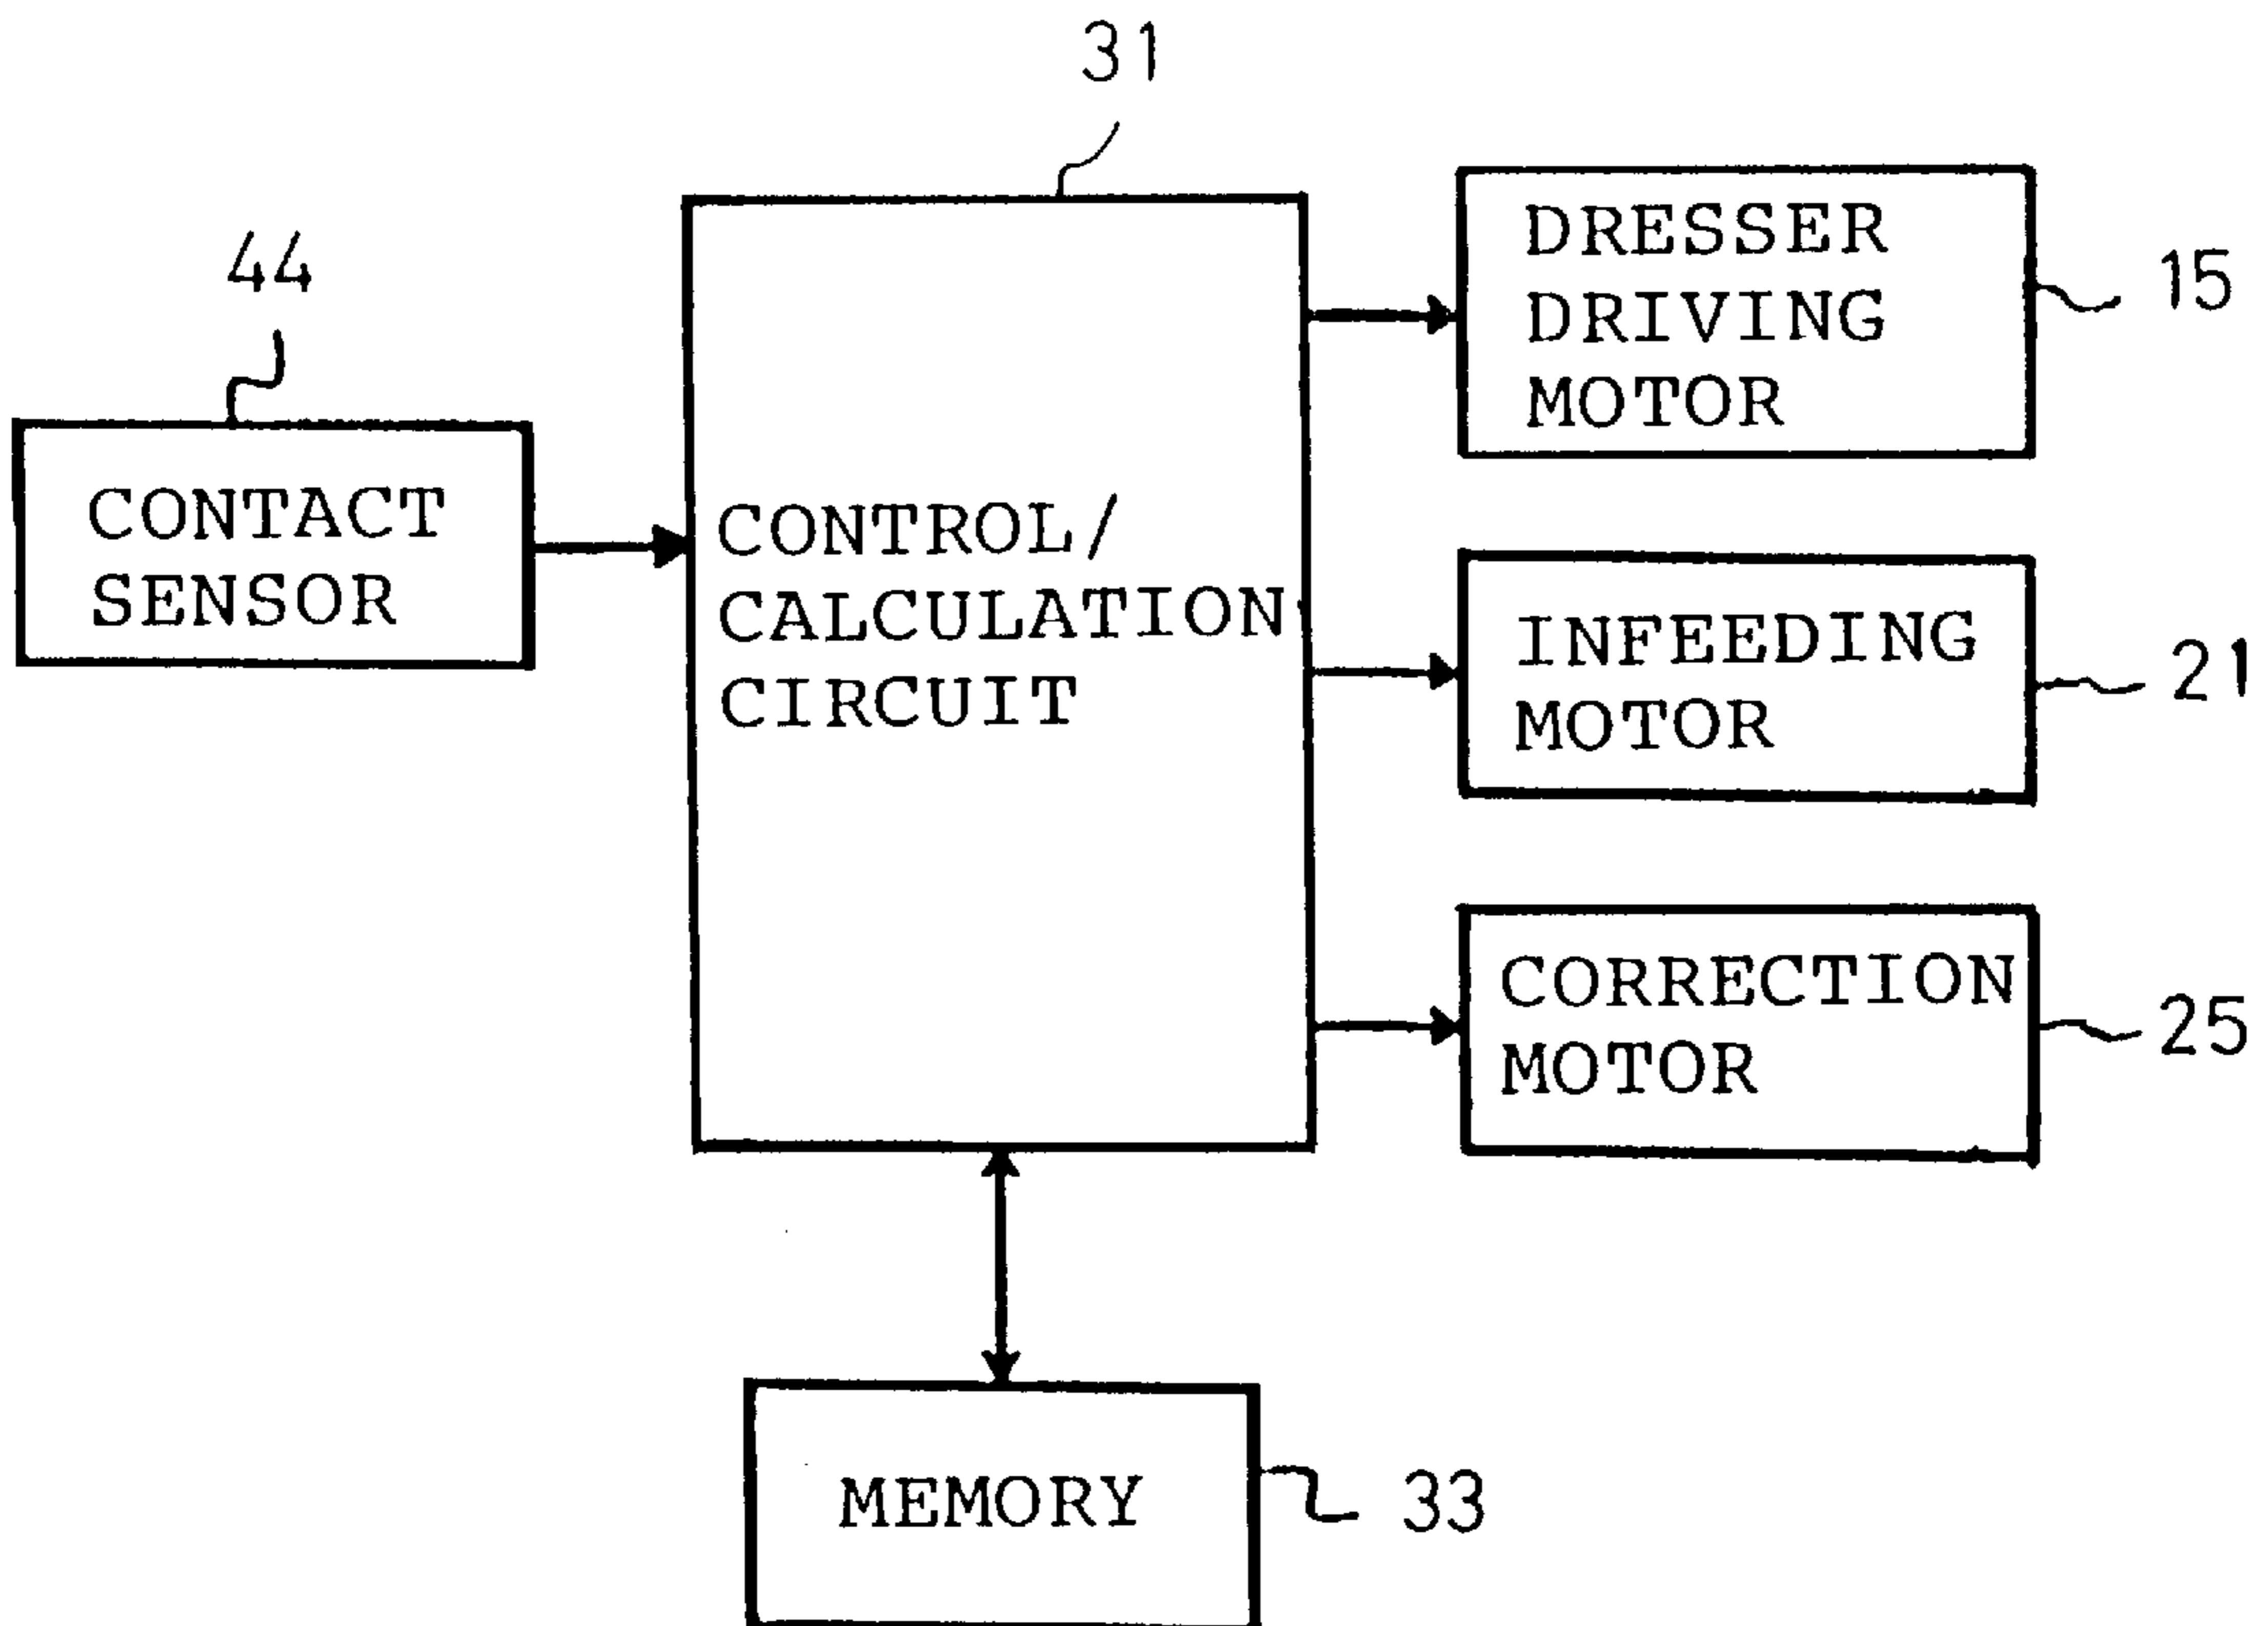 31
44
CONTACT
SENSOR
CONTROL/
CALCULATION
CIRCUIT
DRESSER
DRIVING
MOTOR
15
INFEEDING
MOTOR
21
CORRECTION
MOTOR
25
MEMORY
33